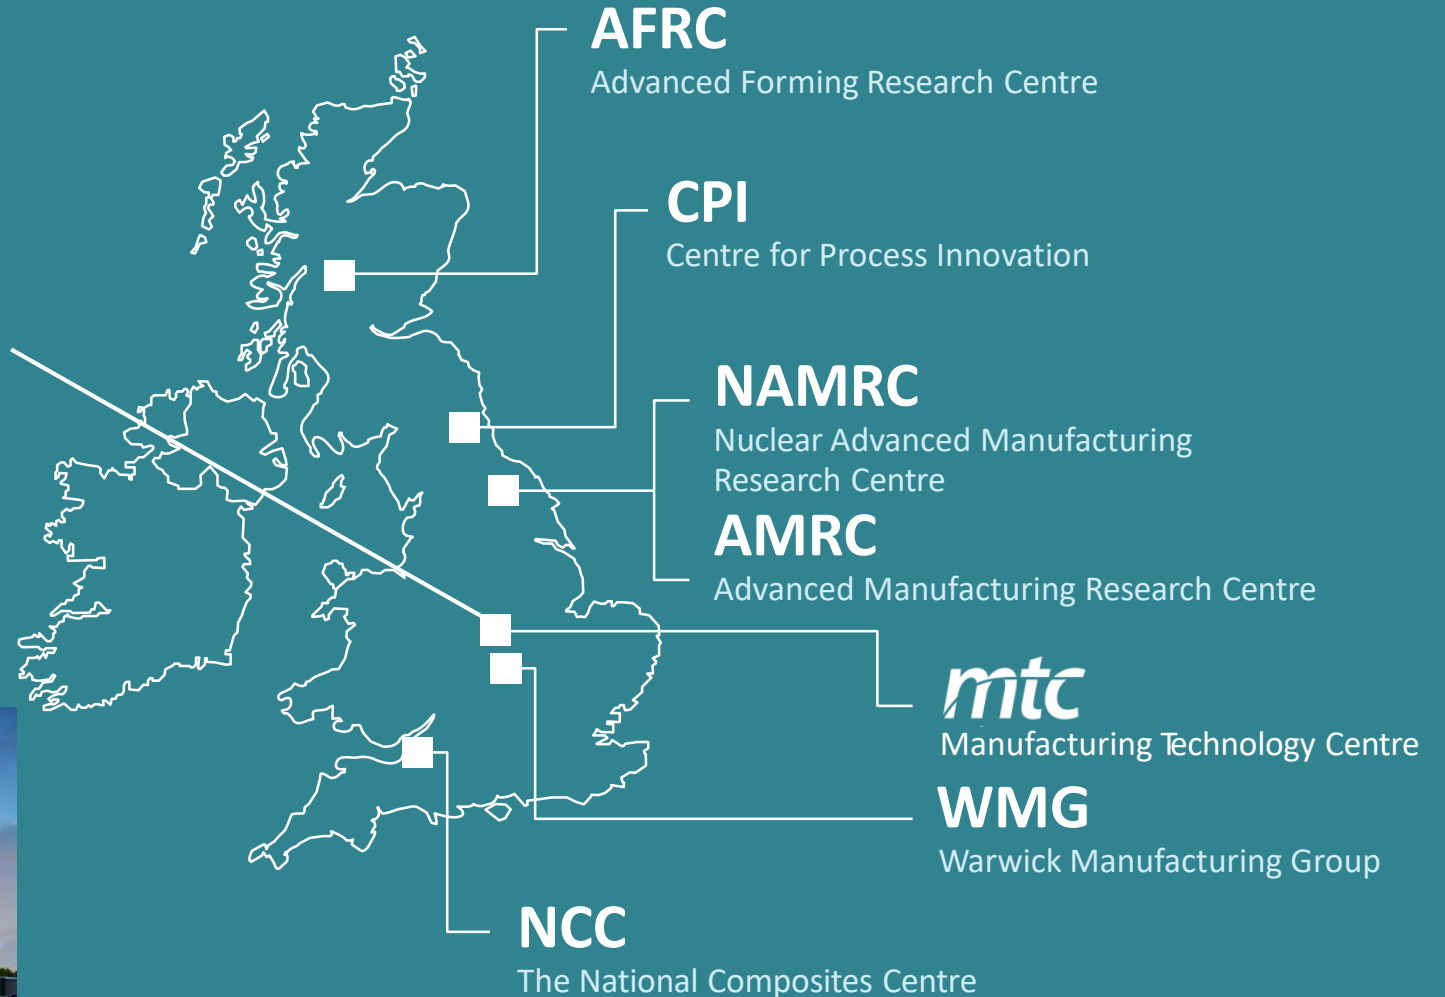 AFRC
Advanced Forming Research Centre
CPI
Centre for Process Innovation
NAMRC
Nuclear Advanced Manufacturing
Research Centre
AMRC
Advanced Manufacturing Research Centre
mtc
Manufacturing Technology Centre
WMG
Warwick Manufacturing Group
NCC
The National Composites Centre